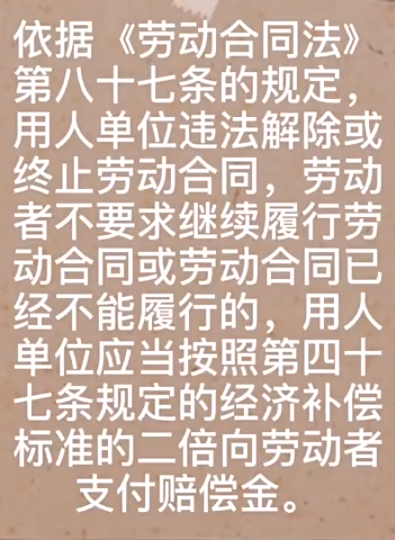 依据《劳动合同法》
第八十七条的规定，
用人单位违法解除或
终止劳动合同，劳动
者不要求继续履行劳
动合同或劳动合同已
经不能履行的，用人
单位应当按照第四十
七条规定的经济补偿
标准的二倍向劳动者
支付赔偿金。